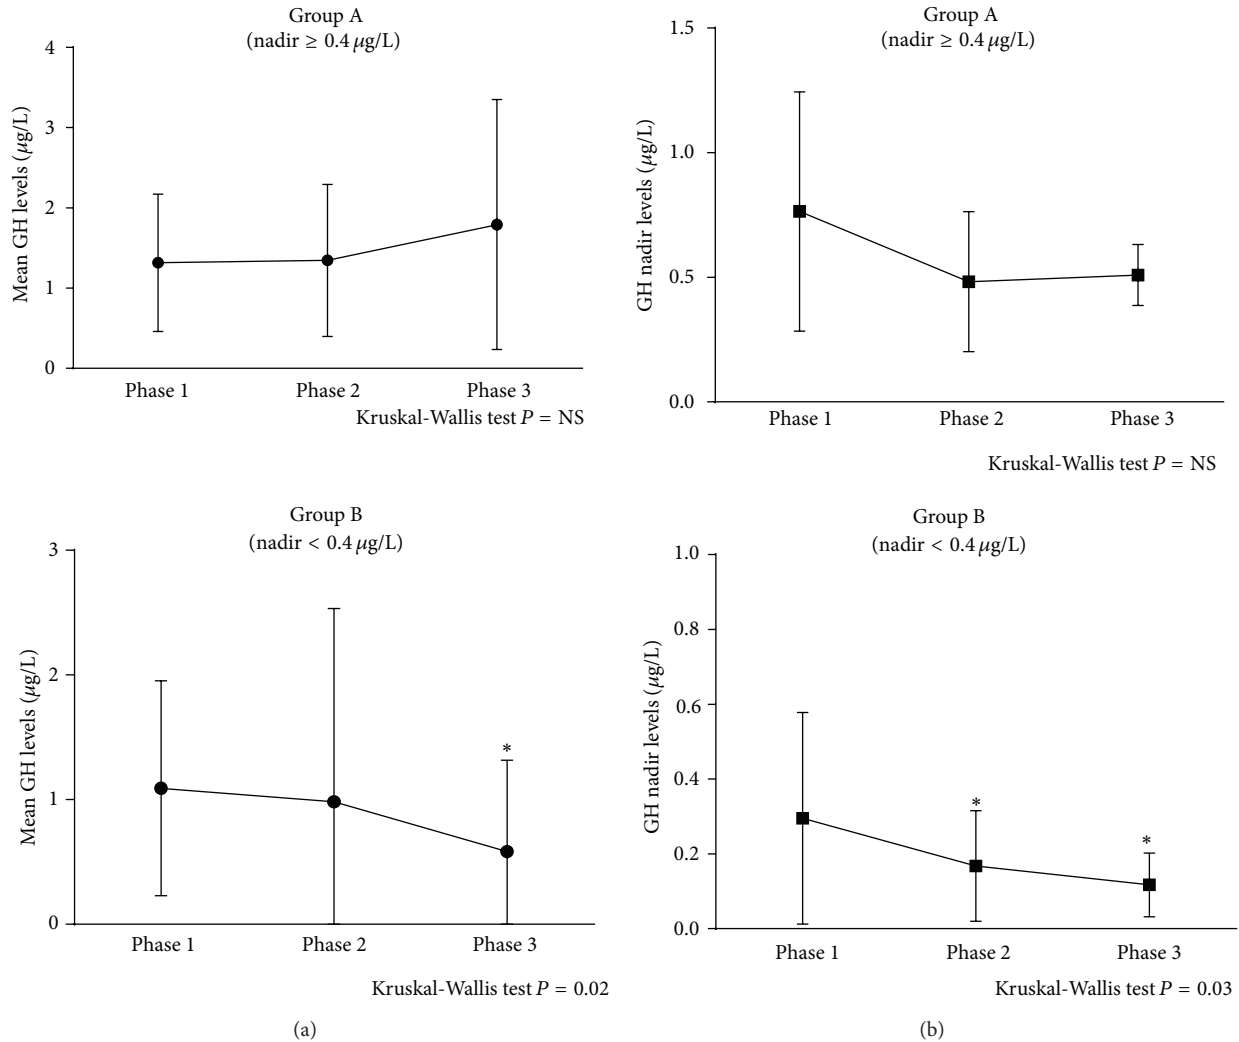 Group A
(nadir ≥ 0.4 μg/L)
Mean GH levels (μg/L)
4
3
2
1
0
Phase 1 Phase 2 Phase 3
Kruskal-Wallis test P = NS
Group A
(nadir ≥ 0.4 μg/L)
GH nadir levels (μg/L)
1.5
1.0
0.5
0.0
Phase 1 Phase 2 Phase 3
Kruskal-Wallis test P = NS
Group B
(nadir < 0.4 μg/L)
Mean GH levels (μg/L)
3
2
1
0
*
Phase 1 Phase 2 Phase 3
Kruskal-Wallis test P = 0.02
(a)
Group B
(nadir < 0.4 μg/L)
GH nadir levels (μg/L)
1.0
0.8
0.6
0.4
0.2
0.0
*
*
Phase 1 Phase 2 Phase 3
Kruskal-Wallis test P = 0.03
(b)